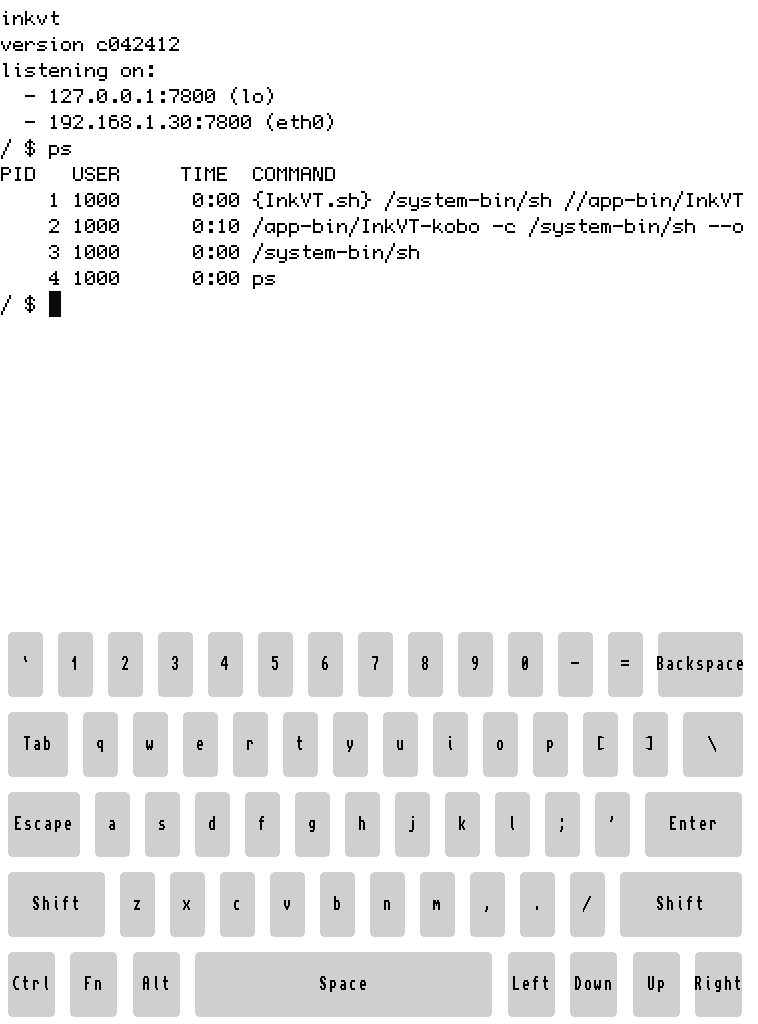 inkvt
version c042412
listening on:
  - 127.0.0.1:7800 (lo)
  - 192.168.1.30:7800 (eth0)
/ $ ps
PID   USER     TIME  COMMAND
    1 1000      0:00 {InkVT.sh} /system-bin/sh //app-bin/InkVT
    2 1000      0:10 /app-bin/InkVT-kobo -c /system-bin/sh --o
    3 1000      0:00 /system-bin/sh
    4 1000      0:00 ps
/ $
` 1 2 3 4 5 6 7 8 9 0 - = Backspace
Tab q w e r t y u i o p [ ] \
Escape a s d f g h j k l ; ' Enter
Shift z x c v b n m , . / Shift
Ctrl Fn Alt Space Left Down Up Right